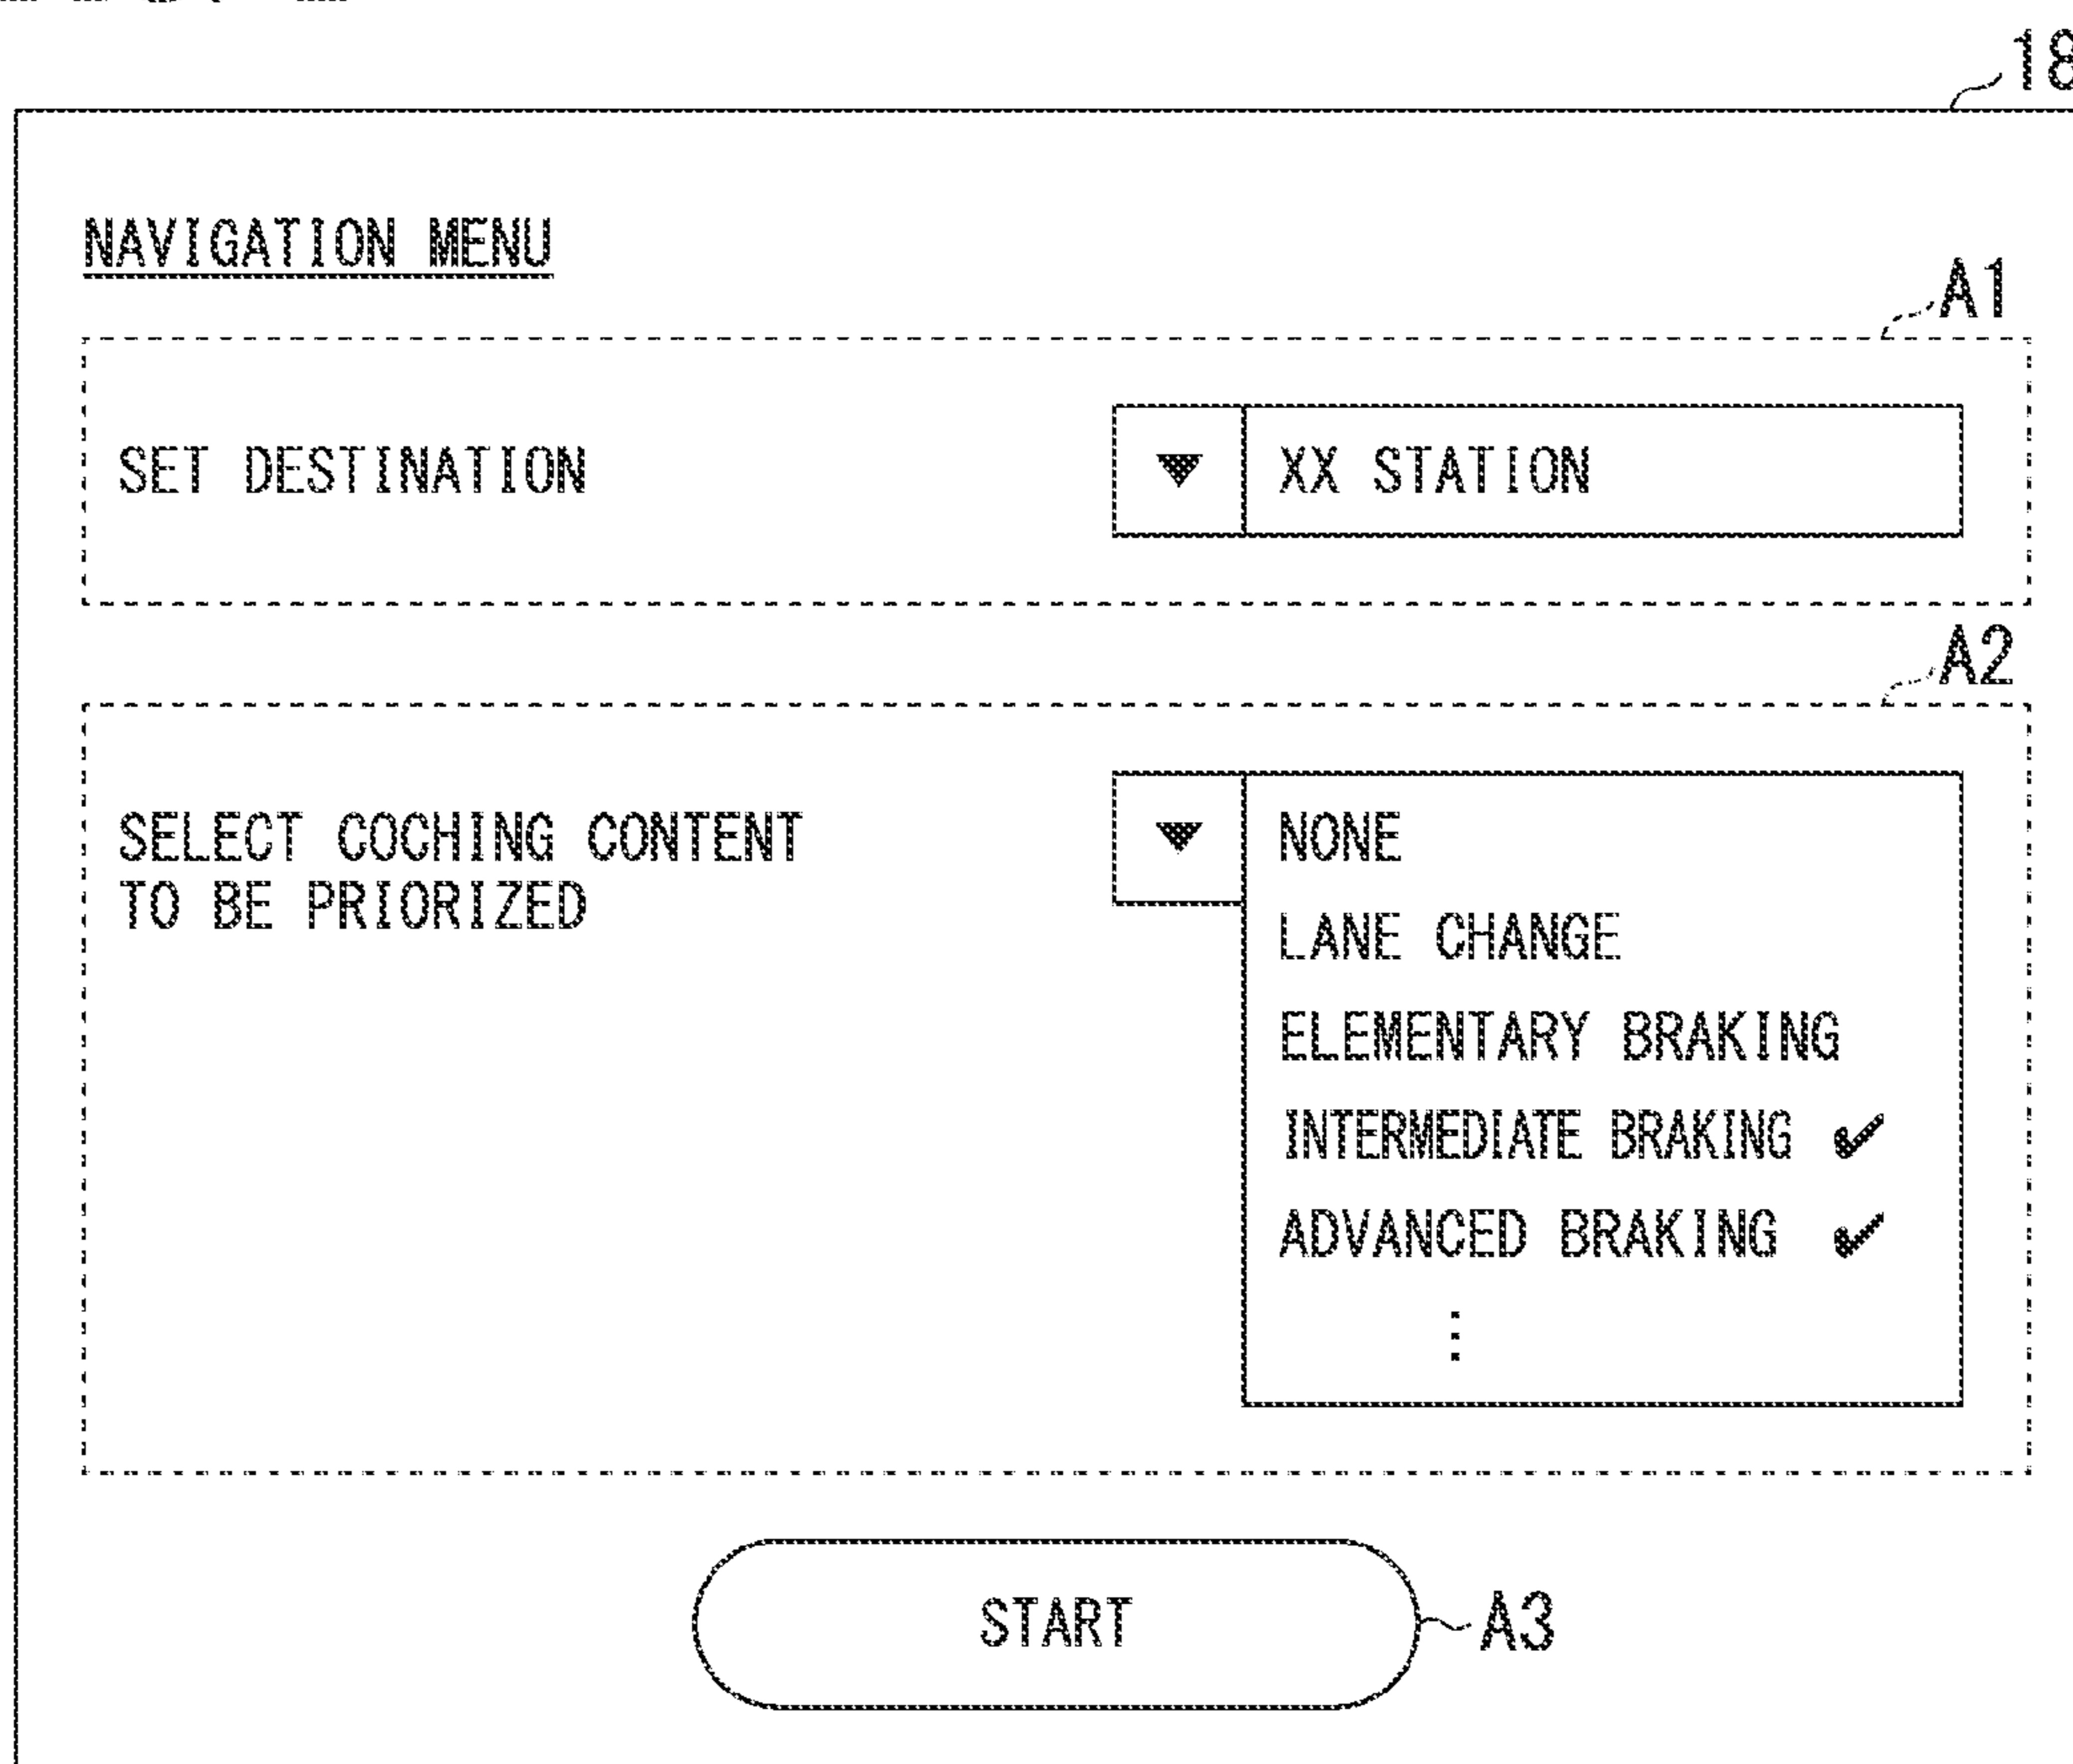 18
NAVIGATION MENU
A1
SET DESTINATION
XX STATION
A2
SELECT COCHING CONTENT
TO BE PRIORIZED
NONE
LANE CHANGE
ELEMENTARY BRAKING
INTERMEDIATE BRAKING ✔
ADVANCED BRAKING ✔
⋮
START
A3